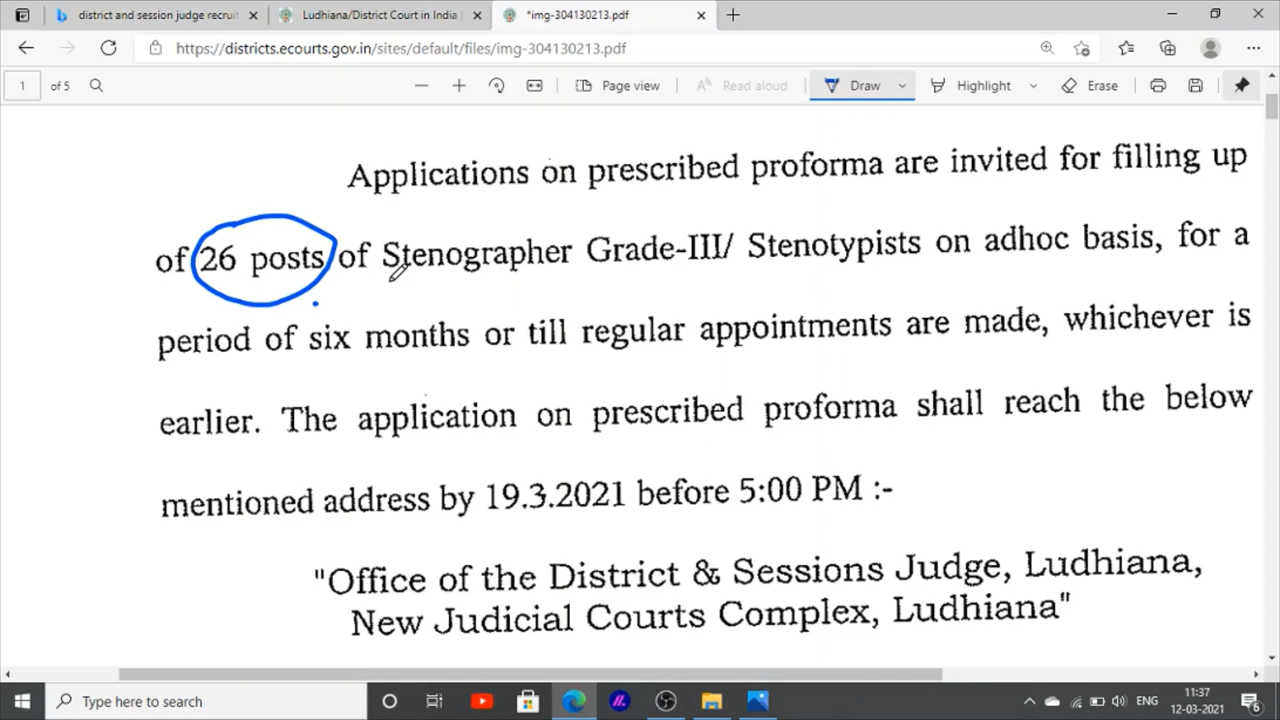 district and session judge recruit
Ludhiana/District Court in India |
*img-304130213.pdf
https://districts.ecourts.gov.in/sites/default/files/img-304130213.pdf
1 of 5
Page view
Read aloud
Draw
Highlight
Erase
Applications on prescribed proforma are invited for filling up
of 26 posts of Stenographer Grade-III/ Stenotypists on adhoc basis, for a
period of six months or till regular appointments are made, whichever is
earlier. The application on prescribed proforma shall reach the below
mentioned address by 19.3.2021 before 5:00 PM :-
"Office of the District & Sessions Judge, Ludhiana,
New Judicial Courts Complex, Ludhiana"
Type here to search
ENG
11:37
12-03-2021
6